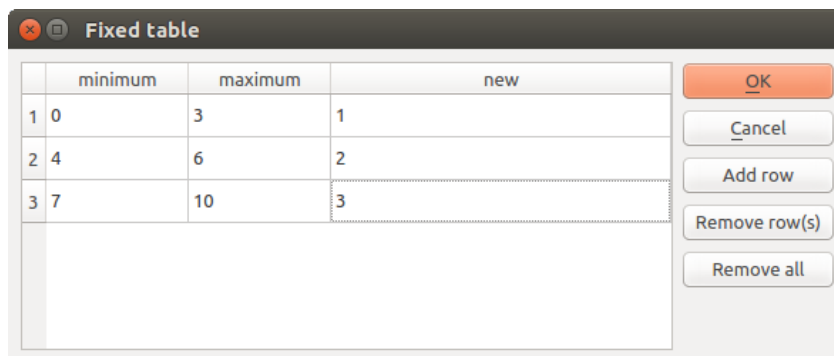 Fixed table
minimum maximum new
1 0 3 1
2 4 6 2
3 7 10 3
OK
Cancel
Add row
Remove row(s)
Remove all